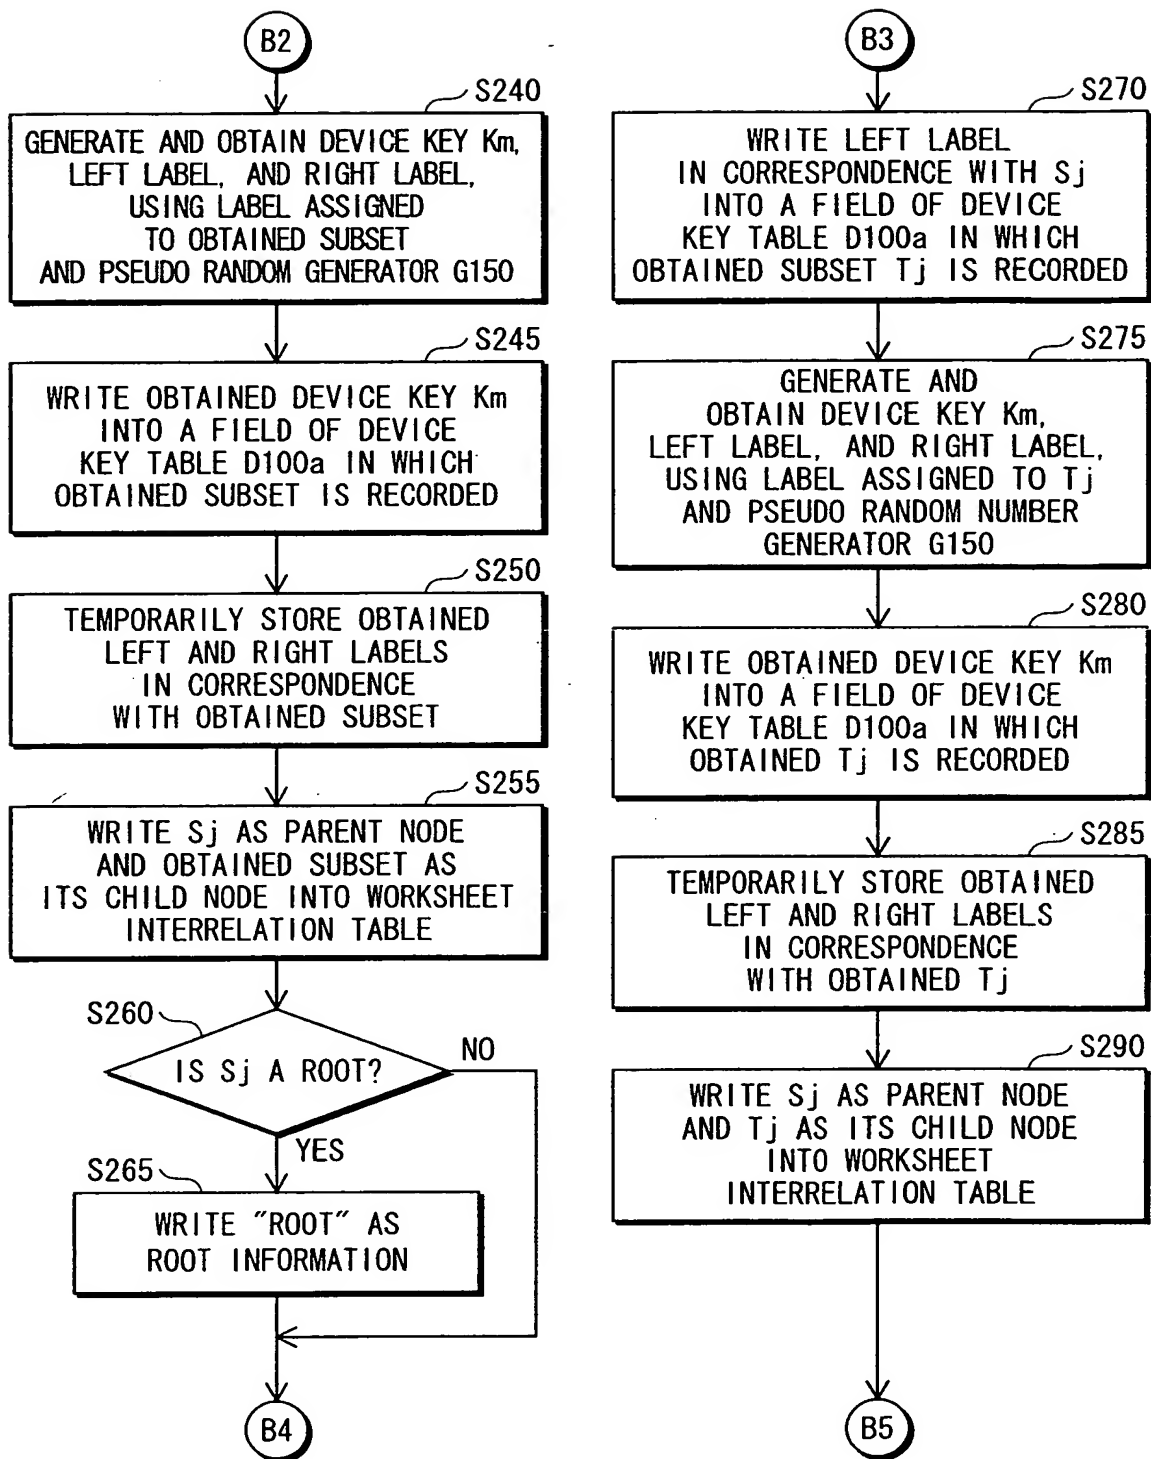 B2
S240
GENERATE AND OBTAIN DEVICE KEY Km,
LEFT LABEL, AND RIGHT LABEL,
USING LABEL ASSIGNED
TO OBTAINED SUBSET
AND PSEUDO RANDOM GENERATOR G150
S245
WRITE OBTAINED DEVICE KEY Km
INTO A FIELD OF DEVICE
KEY TABLE D100a IN WHICH
OBTAINED SUBSET IS RECORDED
S250
TEMPORARILY STORE OBTAINED
LEFT AND RIGHT LABELS
IN CORRESPONDENCE
WITH OBTAINED SUBSET
S255
WRITE Sj AS PARENT NODE
AND OBTAINED SUBSET AS
ITS CHILD NODE INTO WORKSHEET
INTERRELATION TABLE
S260
IS Sj A ROOT?
NO
YES
S265
WRITE "ROOT" AS
ROOT INFORMATION
B4
B3
S270
WRITE LEFT LABEL
IN CORRESPONDENCE WITH Sj
INTO A FIELD OF DEVICE
KEY TABLE D100a IN WHICH
OBTAINED SUBSET Tj IS RECORDED
S275
GENERATE AND
OBTAIN DEVICE KEY Km,
LEFT LABEL, AND RIGHT LABEL,
USING LABEL ASSIGNED TO Tj
AND PSEUDO RANDOM NUMBER
GENERATOR G150
S280
WRITE OBTAINED DEVICE KEY Km
INTO A FIELD OF DEVICE
KEY TABLE D100a IN WHICH
OBTAINED Tj IS RECORDED
S285
TEMPORARILY STORE OBTAINED
LEFT AND RIGHT LABELS
IN CORRESPONDENCE
WITH OBTAINED Tj
S290
WRITE Sj AS PARENT NODE
AND Tj AS ITS CHILD NODE
INTO WORKSHEET
INTERRELATION TABLE
B5